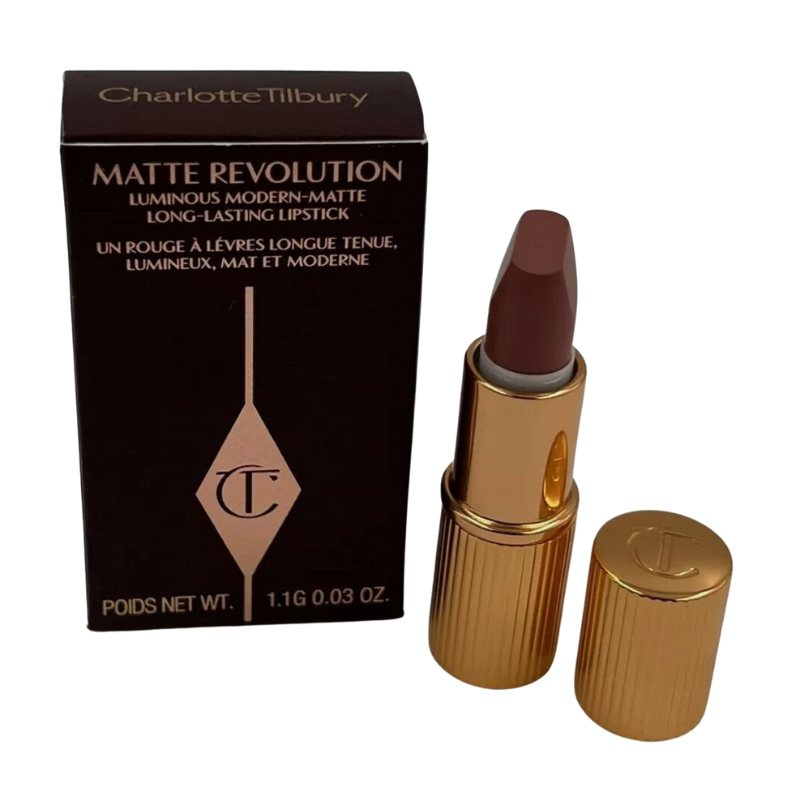 CharlotteTilbury
MATTE REVOLUTION
LUMINOUS MODERN-MATTE
LONG-LASTING LIPSTICK
UN ROUGE À LÉVRES LONGUE TENUE,
LUMINEUX, MAT ET MODERNE
CT
POIDS NET WT. 1.1G 0.03 OZ.
CT